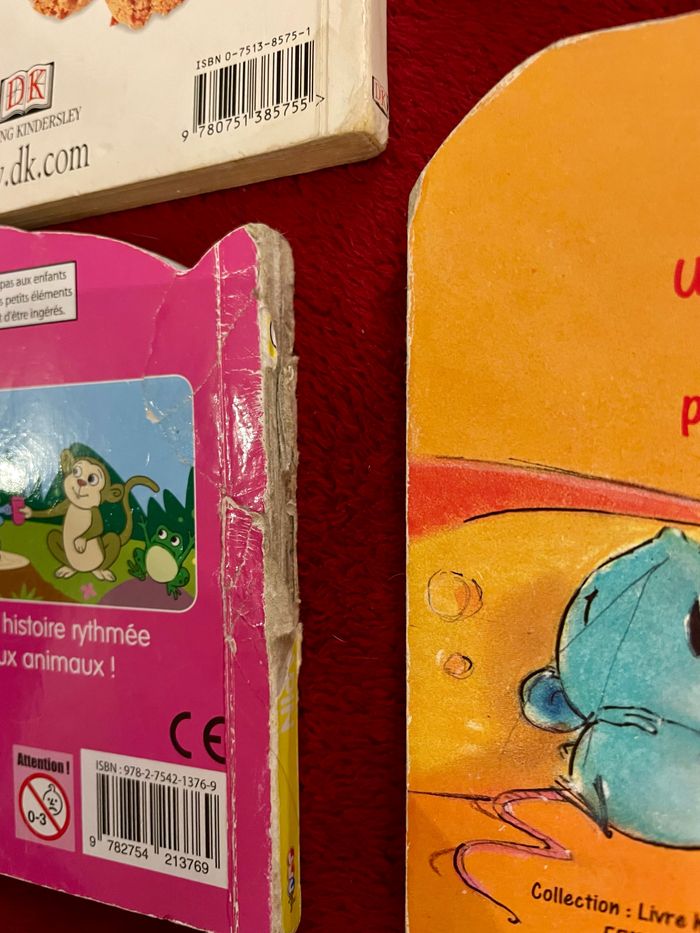 ISBN 0-7513-8575-1
9 780751 385755 >
DK
NG KINDERSLEY
.dk.com
DK
pas aux enfants
petits éléments
t d'être ingérés.
histoire rythmée
ux animaux !
CE
Attention !
0-3
ISBN : 978-2-7542-1376-9
9 782754 213769
u
p
Collection : Livre